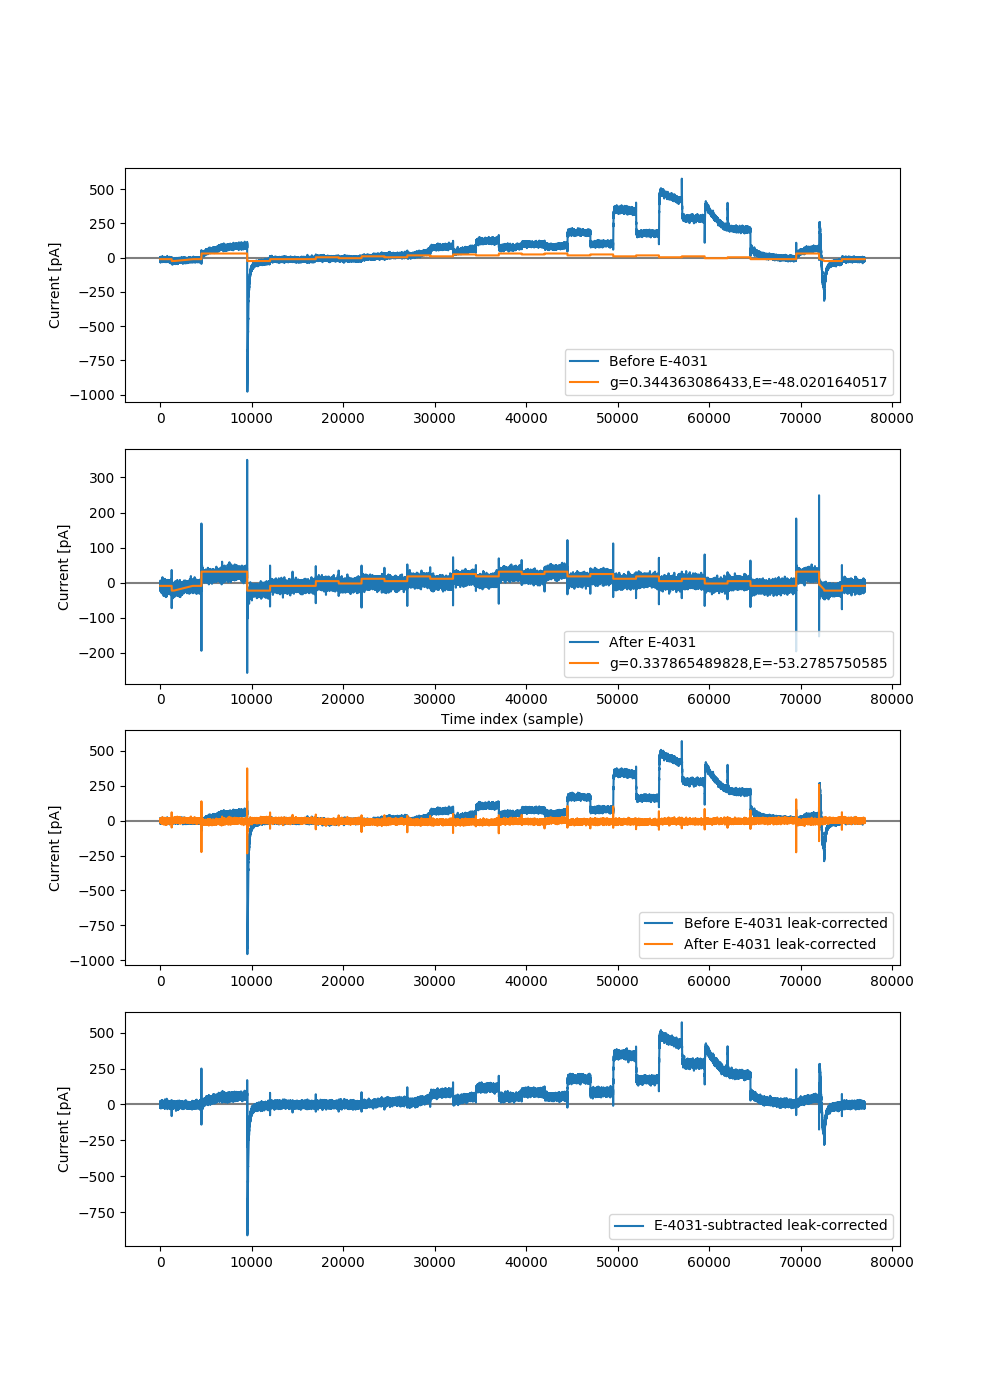 500
250
0
−250
−500
−750
−1000
Current [pA]
Before E-4031
g=0.344363086433,E=-48.0201640517
0 10000 20000 30000 40000 50000 60000 70000 80000
300
200
100
0
−100
−200
Current [pA]
After E-4031
g=0.337865489828,E=-53.2785750585
0 10000 20000 30000 40000 50000 60000 70000 80000
Time index (sample)
500
250
0
−250
−500
−750
−1000
Current [pA]
Before E-4031 leak-corrected
After E-4031 leak-corrected
0 10000 20000 30000 40000 50000 60000 70000 80000
500
250
0
−250
−500
−750
Current [pA]
E-4031-subtracted leak-corrected
0 10000 20000 30000 40000 50000 60000 70000 80000